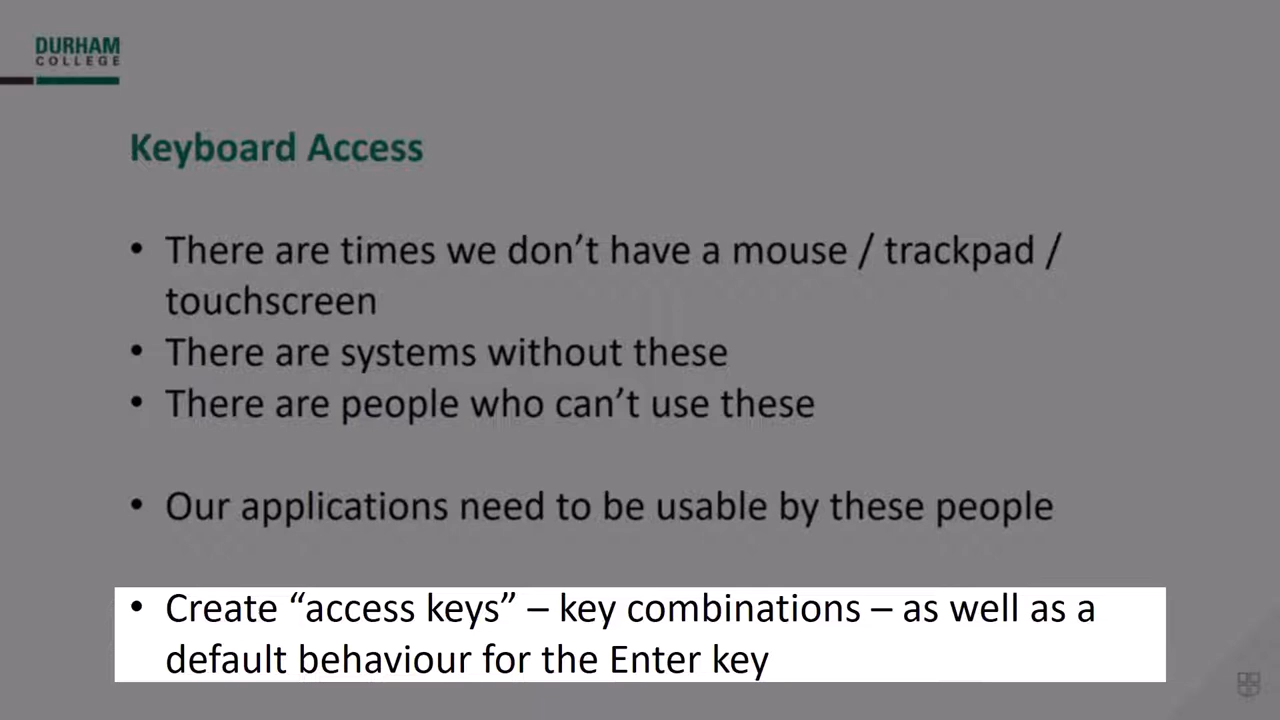 DURHAM
COLLEGE
Keyboard Access
• There are times we don’t have a mouse / trackpad /
touchscreen
• There are systems without these
• There are people who can’t use these
• Our applications need to be usable by these people
• Create “access keys” – key combinations – as well as a
default behaviour for the Enter key